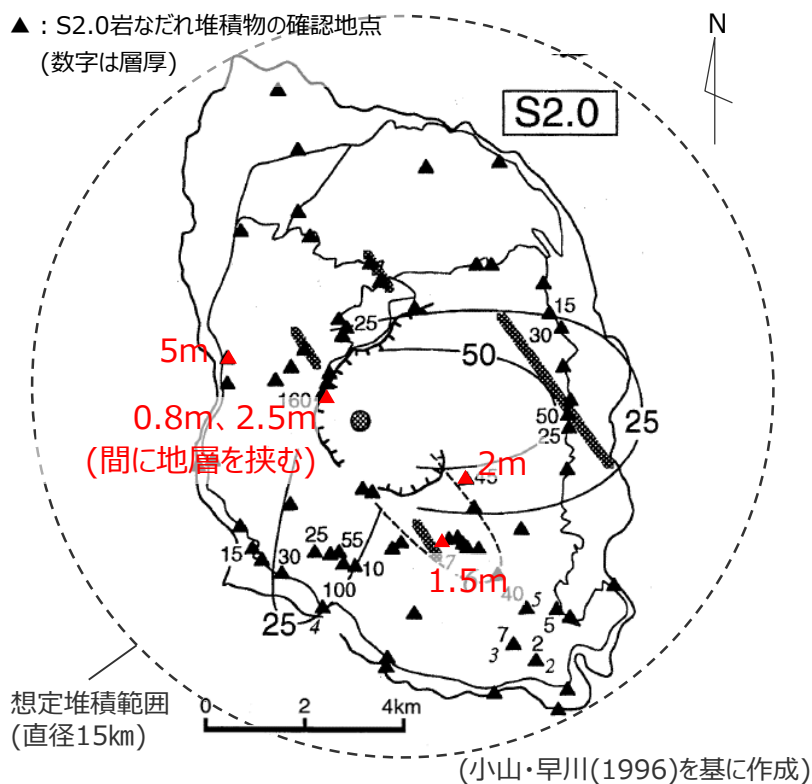 ▲：S2.0岩なだれ堆積物の確認地点
(数字は層厚)
N
S2.0
15
25
30
5m
50
160
0.8m、2.5m
50
25
25
(間に地層を挟む)
2m
45
15
25
55
30
10
7
1.5m
40
100
25
4
5
5
7
3
2
2
想定堆積範囲
(直径15km)
0
2
4km
(小山・早川(1996)を基に作成)